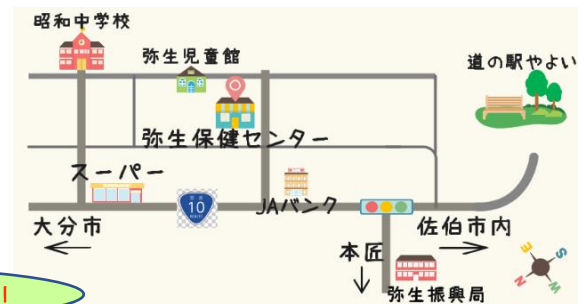 昭和中学校
弥生児童館
道の駅やよい
弥生保健センター
スーパー
10
JAバンク
大分市
佐伯市内
本匠
弥生振興局
N
E
S
W